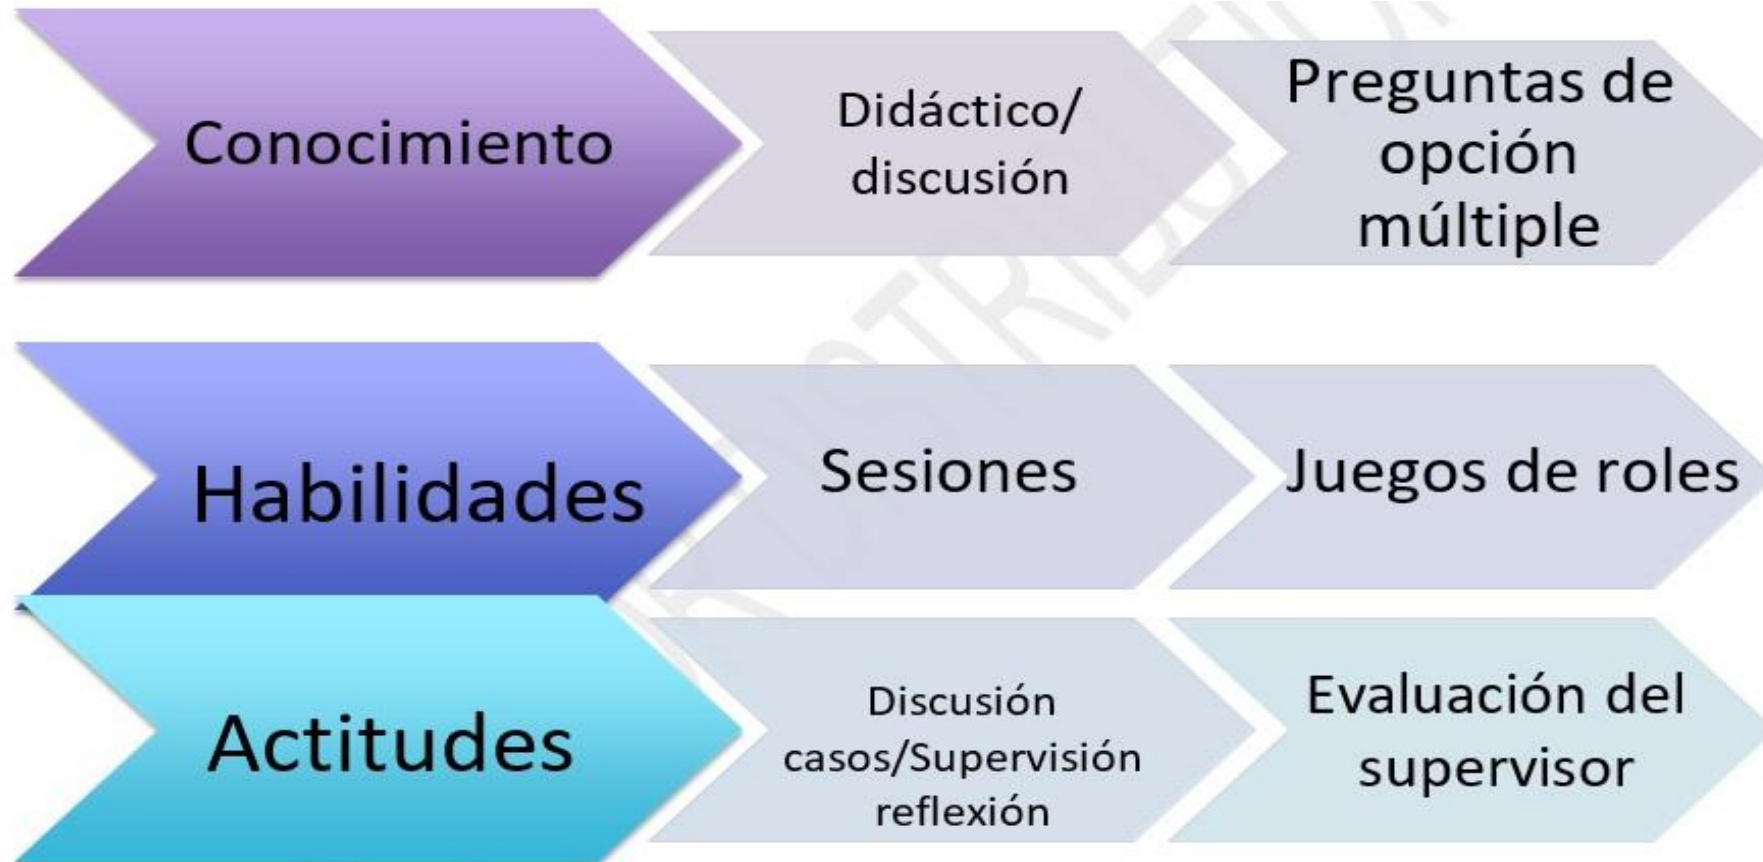 Conocimiento
Didáctico/
discusión
Preguntas de
opción
múltiple
Habilidades
Sesiones
Juegos de roles
Actitudes
Discusión
casos/Supervisión
reflexión
Evaluación del
supervisor